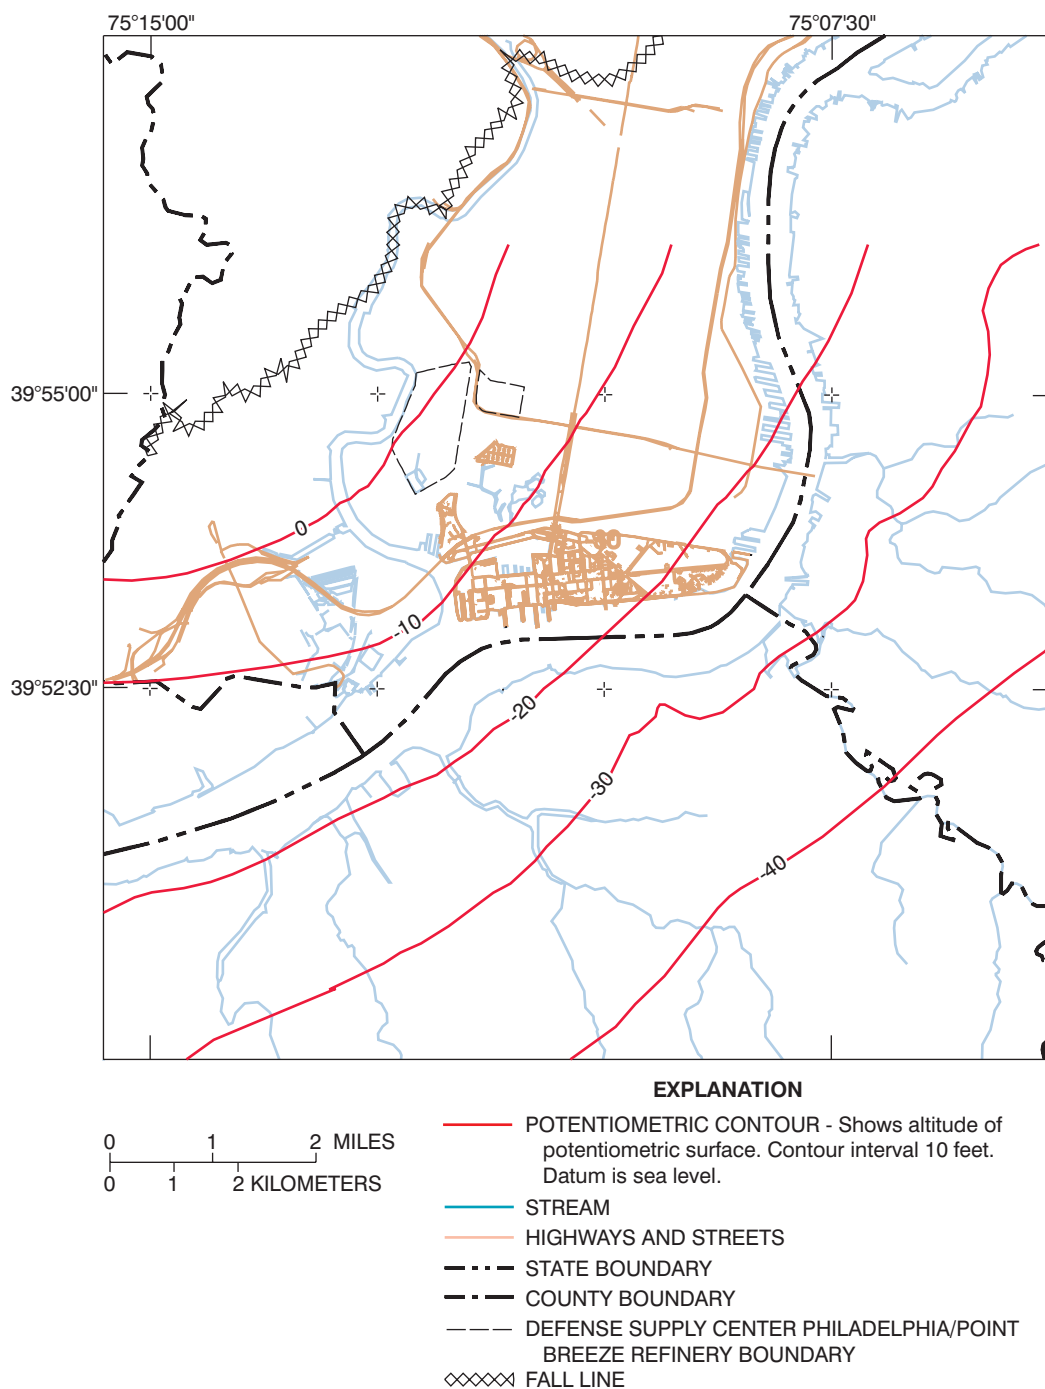 75°15'00"
75°07'30"
39°55'00"
0
-10
39°52'30"
-20
-30
-40
EXPLANATION
0 1 2 MILES
0 1 2 KILOMETERS
POTENTIOMETRIC CONTOUR - Shows altitude of
potentiometric surface. Contour interval 10 feet.
Datum is sea level.
STREAM
HIGHWAYS AND STREETS
STATE BOUNDARY
COUNTY BOUNDARY
DEFENSE SUPPLY CENTER PHILADELPHIA/POINT
BREEZE REFINERY BOUNDARY
FALL LINE